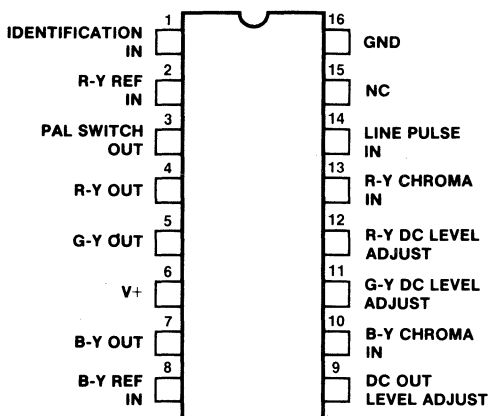 1
IDENTIFICATION
IN
2
R-Y REF
IN
3
PAL SWITCH
OUT
4
R-Y OUT
5
G-Y OUT
6
V+
7
B-Y OUT
8
B-Y REF
IN
16
GND
15
NC
14
LINE PULSE
IN
13
R-Y CHROMA
IN
12
R-Y DC LEVEL
ADJUST
11
G-Y DC LEVEL
ADJUST
10
B-Y CHROMA
IN
9
DC OUT
LEVEL ADJUST